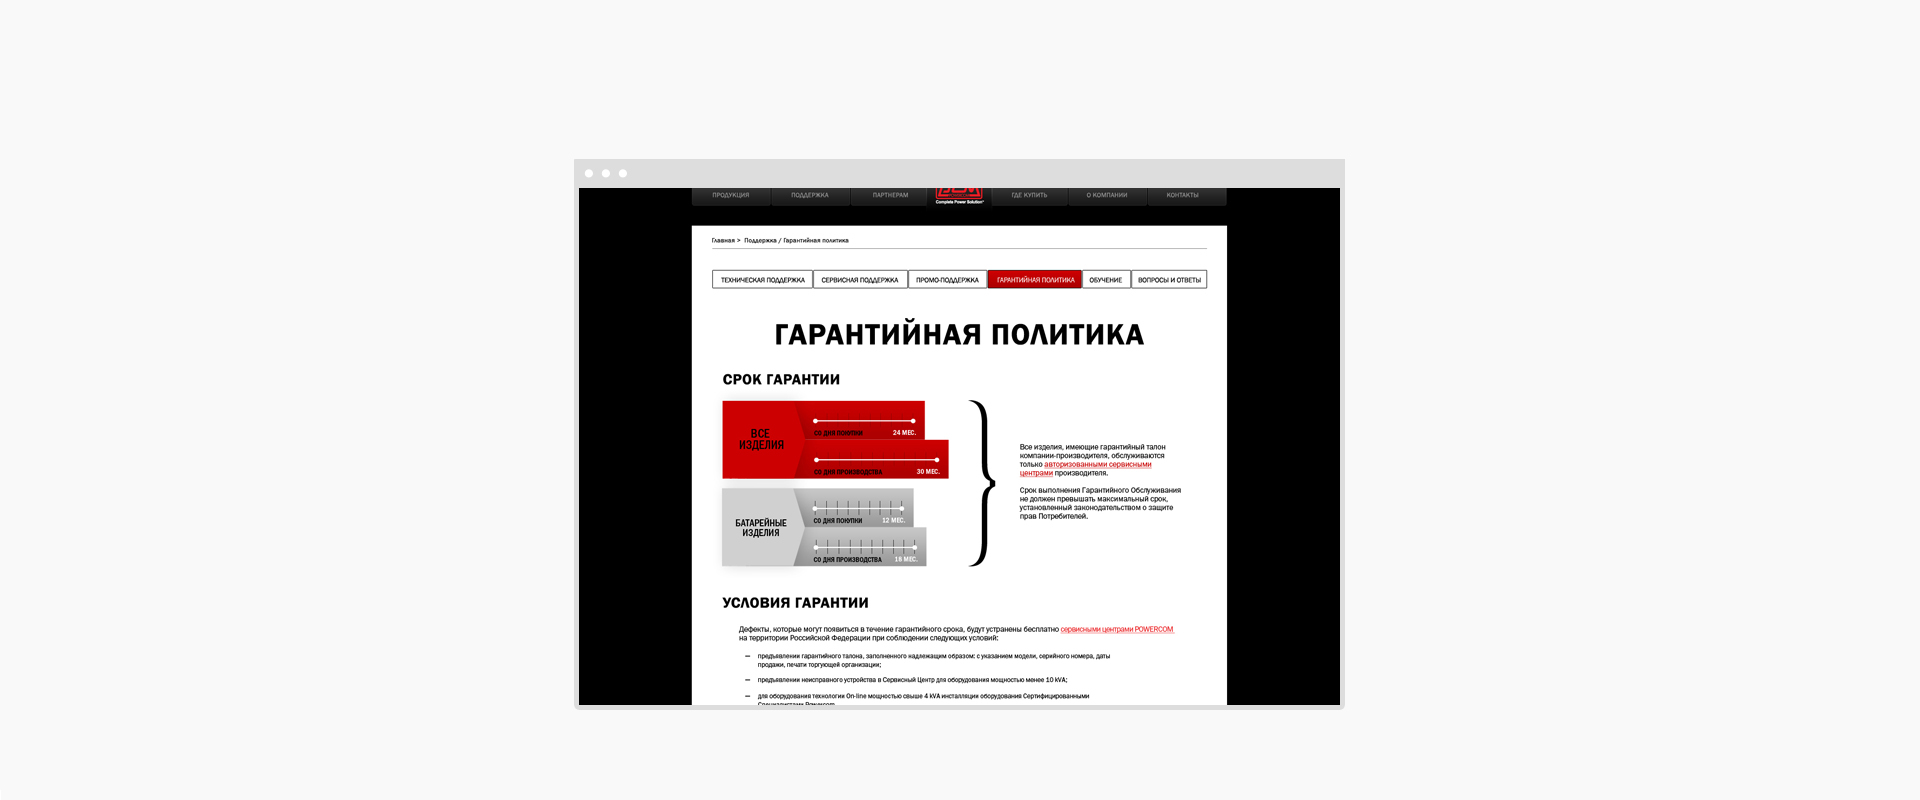 ПРОДУКЦИЯ ПОДДЕРЖКА ПАРТНЕРАМ ГДЕ КУПИТЬ О КОМПАНИИ КОНТАКТЫ
Complete Power Solution®
Главная > Поддержка / Гарантийная политика
ТЕХНИЧЕСКАЯ ПОДДЕРЖКА СЕРВИСНАЯ ПОДДЕРЖКА ПРОМО-ПОДДЕРЖКА ГАРАНТИЙНАЯ ПОЛИТИКА ОБУЧЕНИЕ ВОПРОСЫ И ОТВЕТЫ
ГАРАНТИЙНАЯ ПОЛИТИКА
СРОК ГАРАНТИИ
ВСЕ
ИЗДЕЛИЯ
СО ДНЯ ПОКУПКИ 24 МЕС.
СО ДНЯ ПРОИЗВОДСТВА 30 МЕС.
БАТАРЕЙНЫЕ
ИЗДЕЛИЯ
СО ДНЯ ПОКУПКИ 12 МЕС.
СО ДНЯ ПРОИЗВОДСТВА МЕС.
Все изделия, имеющие гарантийный талон
компании-производителя, обслуживаются
только авторизованными сервисными
центрами производителя.
Срок выполнения Гарантийного Обслуживания
не должен превышать максимальный срок,
установленный законодательством о защите
прав Потребителей.
УСЛОВИЯ ГАРАНТИИ
Дефекты, которые могут появиться в течение гарантийного срока, будут устранены бесплатно сервисными центрами POWERCOM
на территории Российской Федерации при соблюдении следующих условий:
— предъявлении гарантийного талона, заполненного надлежащим образом: с указанием модели, серийного номера, даты
продажи, печати торгующей организации;
— предъявлении неисправного устройства в Сервисный Центр для оборудования мощностью менее 10 kVA;
— для оборудования технологии On-line мощностью свыше 4 kVA инсталляции оборудования Сертифицированными
Специалистами Powercom